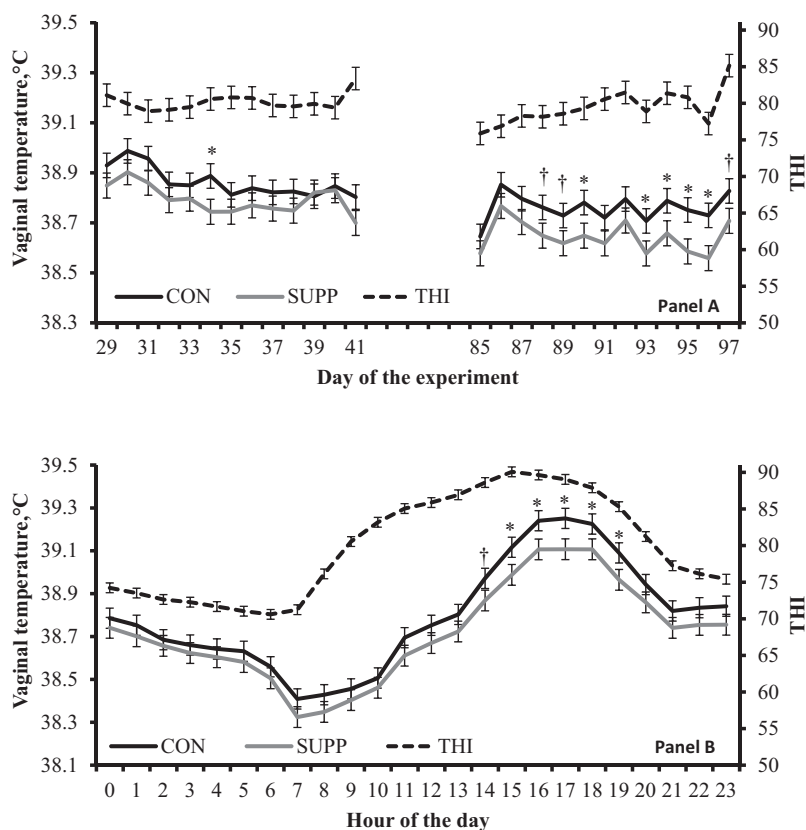 39.5
39.3
39.1
38.9
38.7
38.5
38.3
Vaginal temperature,°C
90
85
80
75
70
65
60
55
50
THI
*
† † * * * * * †
CON SUPP THI
Panel A
29 31 33 35 37 39 41 85 87 89 91 93 95 97
Day of the experiment
39.5
39.3
39.1
38.9
38.7
38.5
38.3
38.1
Vaginal temperature,°C
90
85
80
75
70
65
60
55
50
THI
† * * * * *
CON SUPP THI
Panel B
0 1 2 3 4 5 6 7 8 9 10 11 12 13 14 15 16 17 18 19 20 21 22 23
Hour of the day